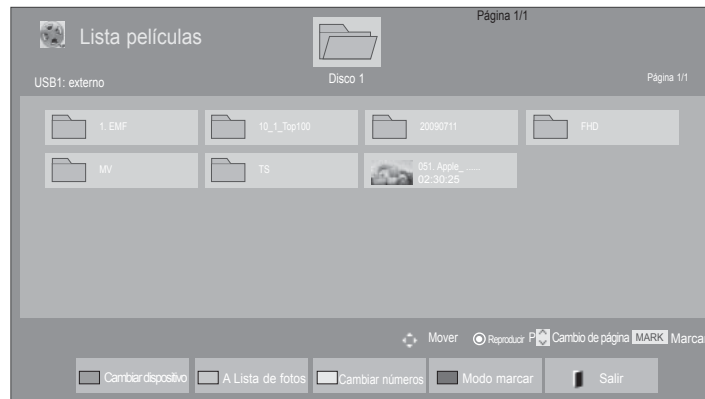 Página 1/1
Lista películas
USB1: externo
Disco 1
Página 1/1
1. EMF
10_1_Top100
20090711
FHD
MV
TS
051. Apple_ ......
02:30:25
Mover
Reproducir
P
Cambio de página
MARK
Marca
Cambiar dispositivo
A Lista de fotos
Cambiar números
Modo marcar
Salir